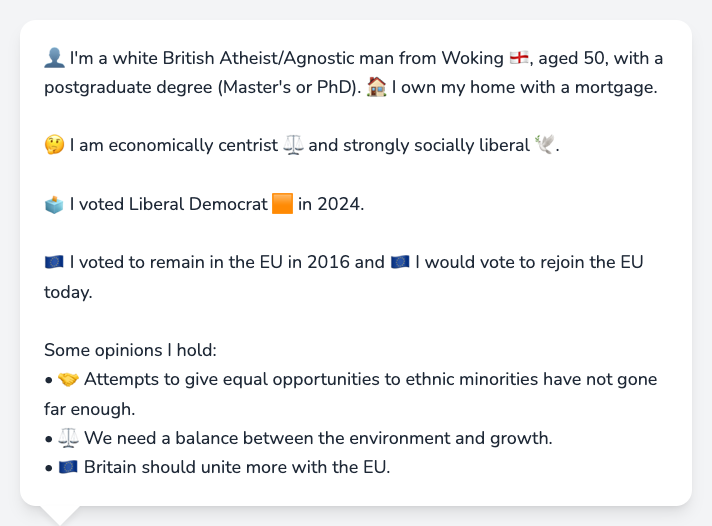 👤 I'm a white British Atheist/Agnostic man from Woking 🏴󠁧󠁢󠁥󠁮󠁧󠁿, aged 50, with a
postgraduate degree (Master's or PhD). 🏠 I own my home with a mortgage.
🤔 I am economically centrist ⚖️ and strongly socially liberal 🕊️.
🗳️ I voted Liberal Democrat 🟧 in 2024.
🇪🇺 I voted to remain in the EU in 2016 and 🇪🇺 I would vote to rejoin the EU
today.
Some opinions I hold:
• 🤝 Attempts to give equal opportunities to ethnic minorities have not gone
far enough.
• ⚖️ We need a balance between the environment and growth.
• 🇪🇺 Britain should unite more with the EU.